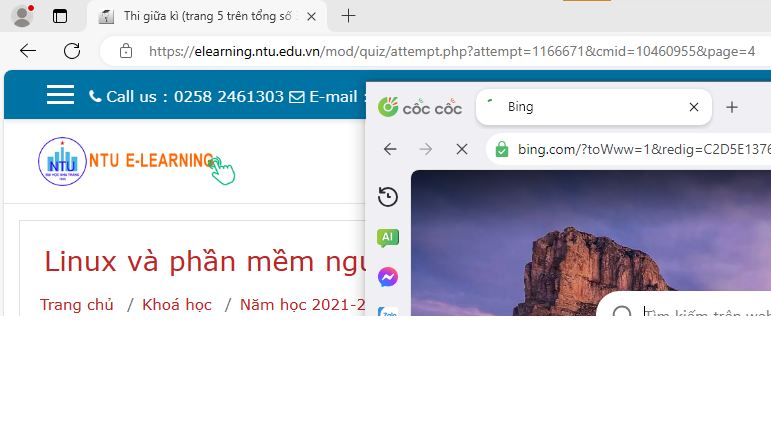 Thi giữa kì (trang 5 trên tổng số
https://elearning.ntu.edu.vn/mod/quiz/attempt.php?attempt=1166671&cmid=10460955&page=4
Call us : 0258 2461303 E-mail :
cốc cốc
Bing
bing.com/?toWww=1&redig=C2D5E1376
NTU
NTU E-LEARNING
AI
Linux và phần mềm ngu
Trang chủ / Khoá học / Năm học 2021-2
Zalo
Tìm kiếm trên web